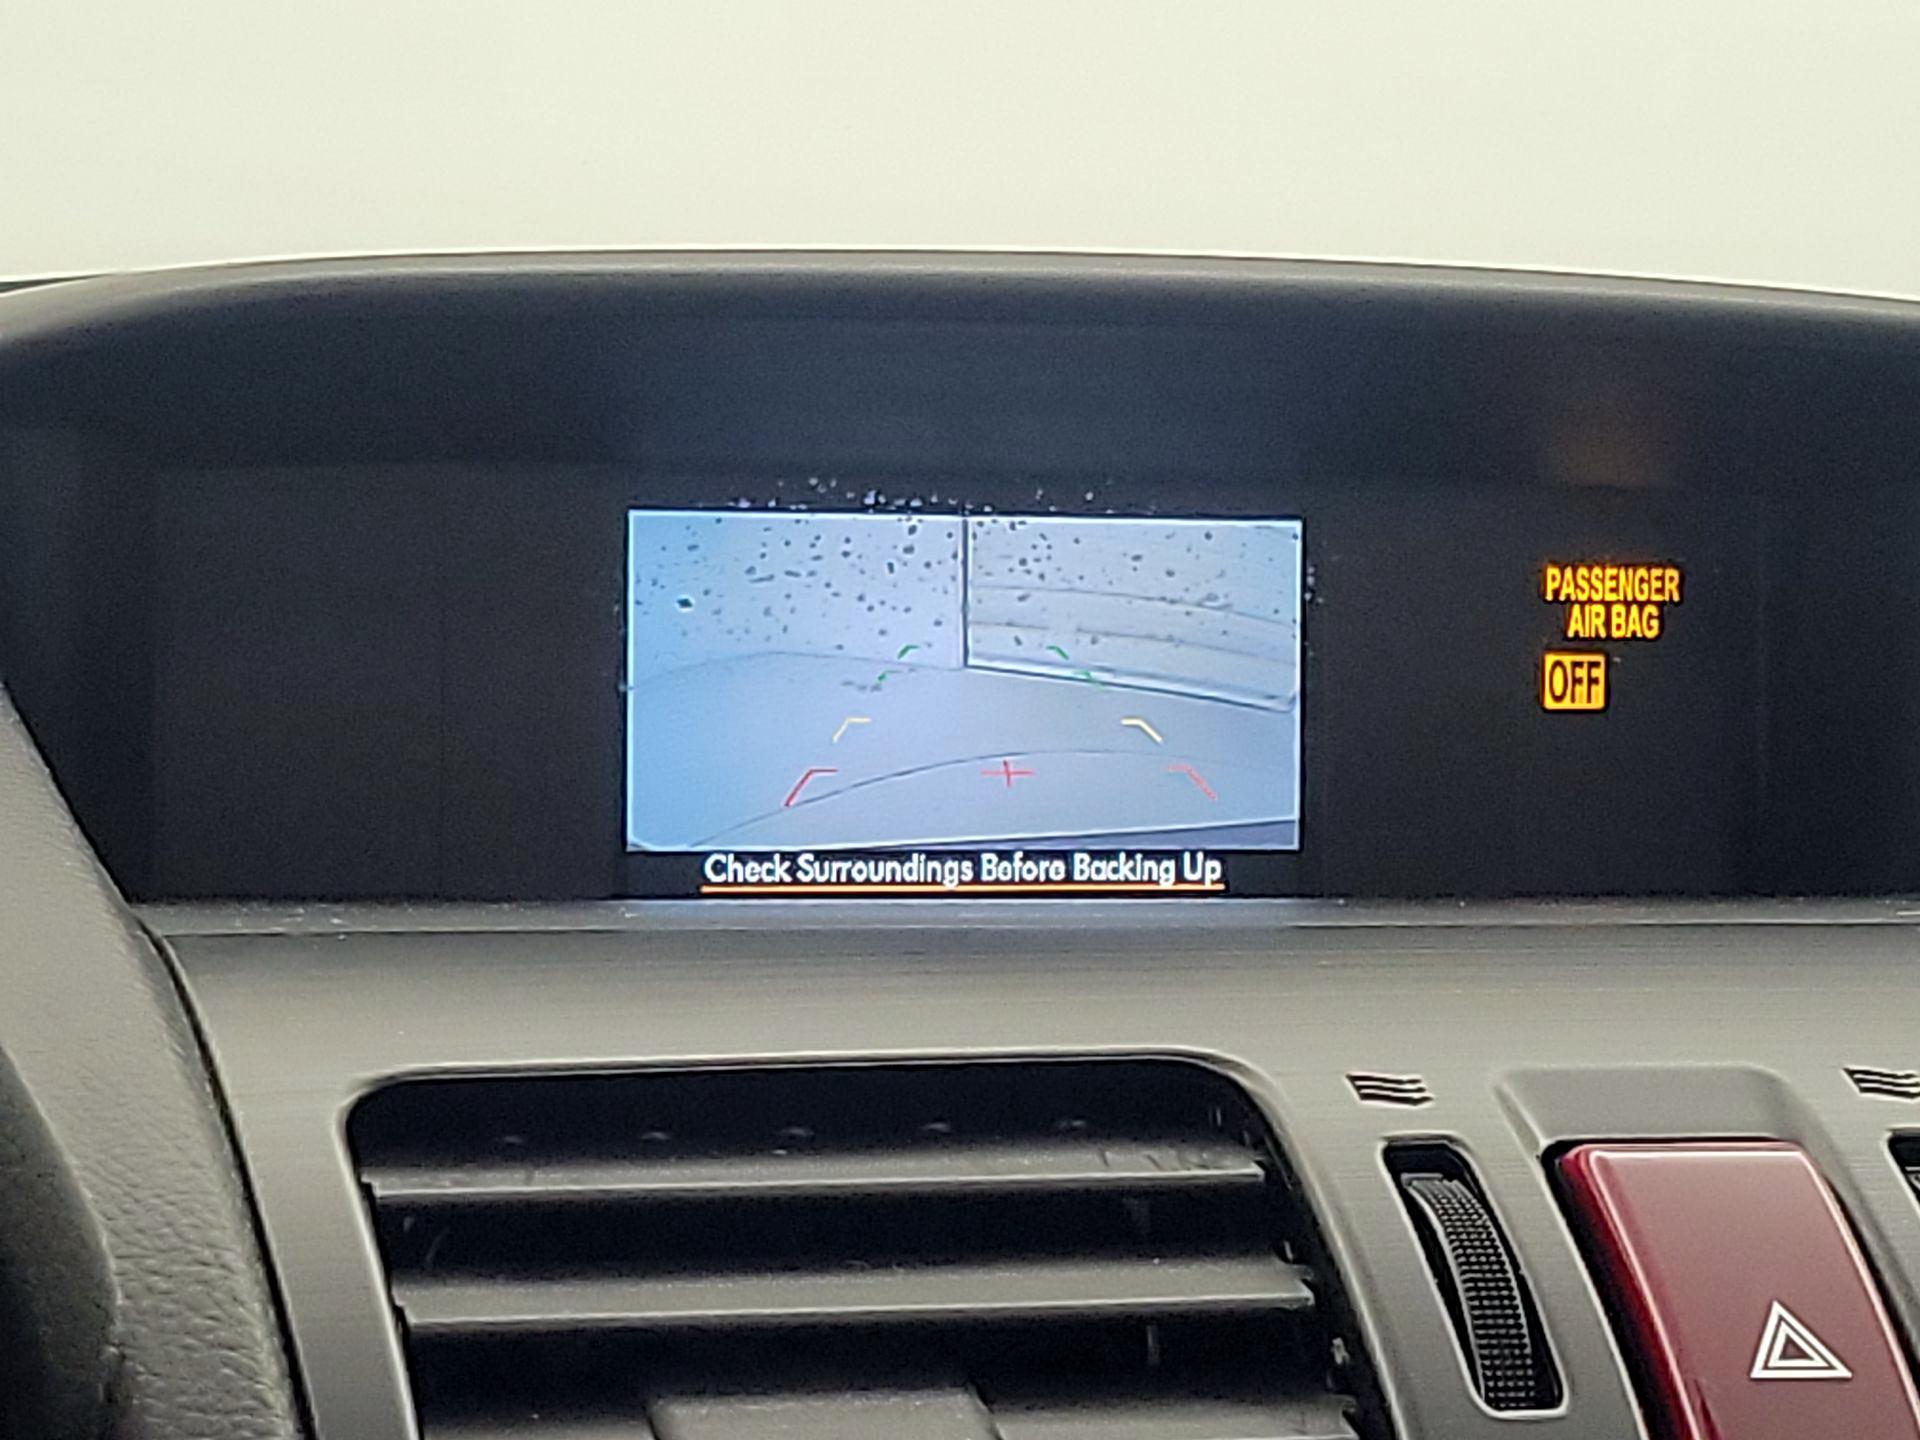 PASSENGER
AIR BAG
OFF
Check Surroundings Before Backing Up